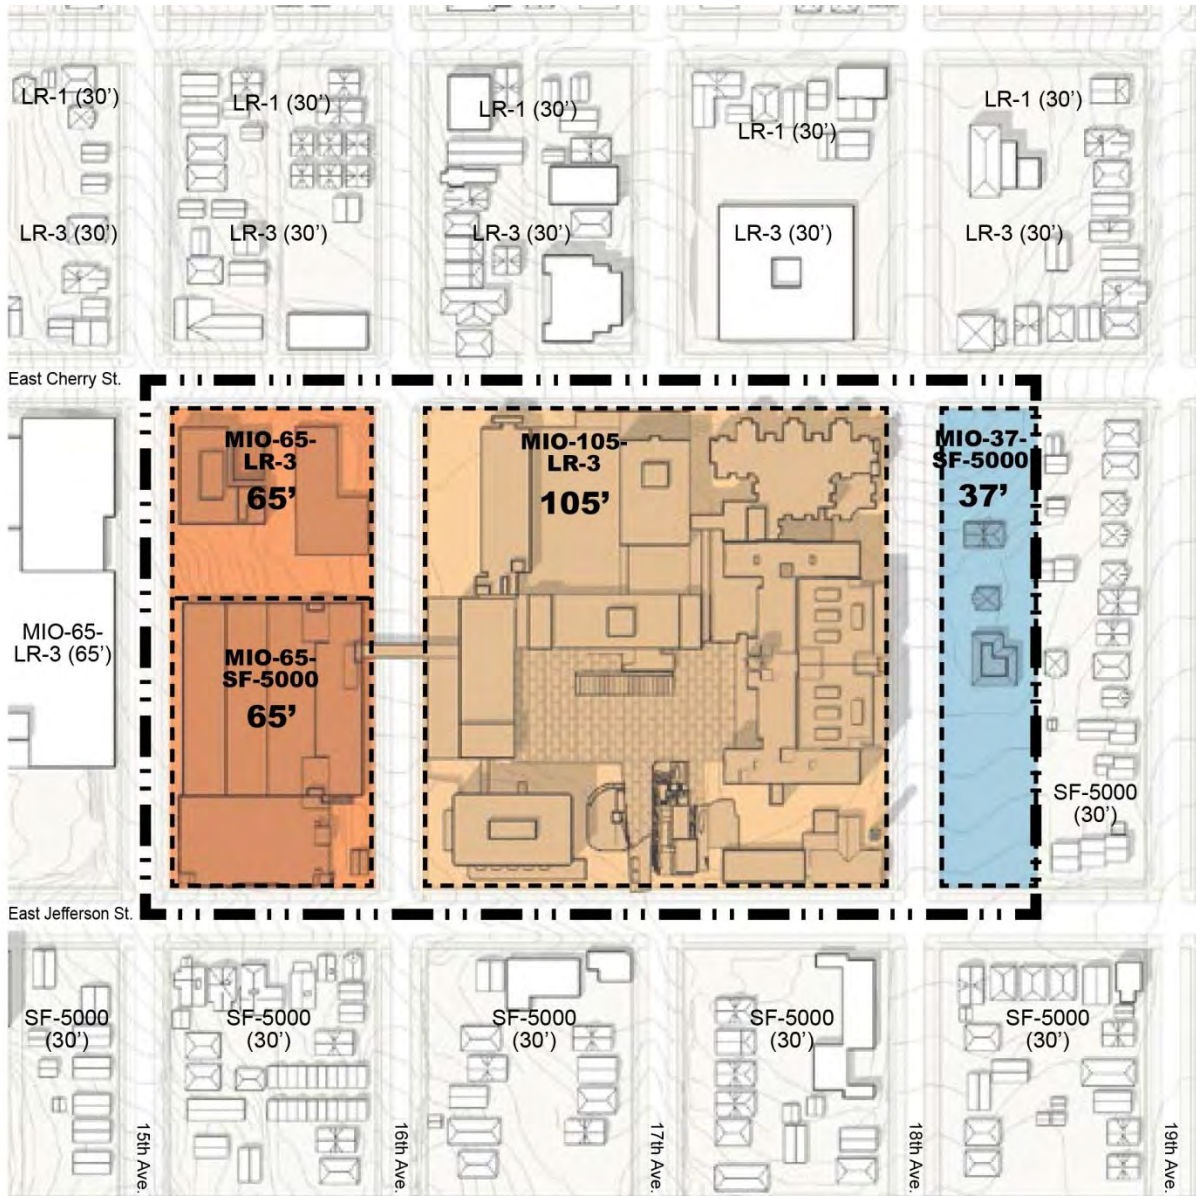 LR-1 (30')
LR-1 (30')
LR-1 (30')
LR-1 (30')
LR-1 (30')
LR-3 (30')
LR-3 (30')
LR-3 (30')
LR-3 (30')
LR-3 (30')
East Cherry St.
MIO-65-
LR-3
65'
MIO-105-
LR-3
105'
MIO-37-
SF-5000
37'
MIO-65-
LR-3 (65')
MIO-65-
SF-5000
65'
SF-5000
(30')
East Jefferson St.
SF-5000
(30')
SF-5000
(30')
SF-5000
(30')
SF-5000
(30')
SF-5000
(30')
15th Ave.
16th Ave.
17th Ave.
18th Ave.
19th Ave.